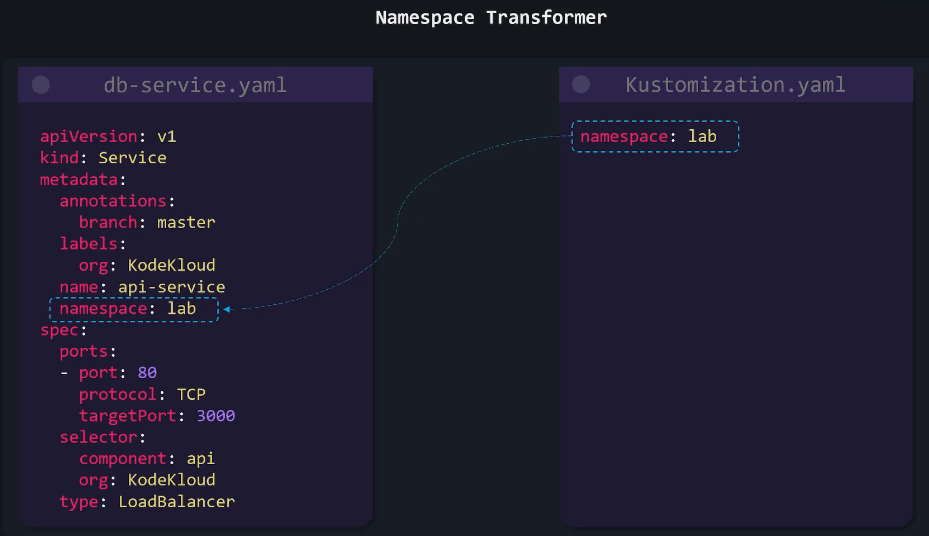 Namespace Transformer
db-service.yaml
apiVersion: v1
kind: Service
metadata:
  annotations:
    branch: master
  labels:
    org: KodeKloud
  name: api-service
  namespace: lab
spec:
  ports:
  - port: 80
    protocol: TCP
    targetPort: 3000
  selector:
    component: api
    org: KodeKloud
  type: LoadBalancer
Kustomization.yaml
namespace: lab